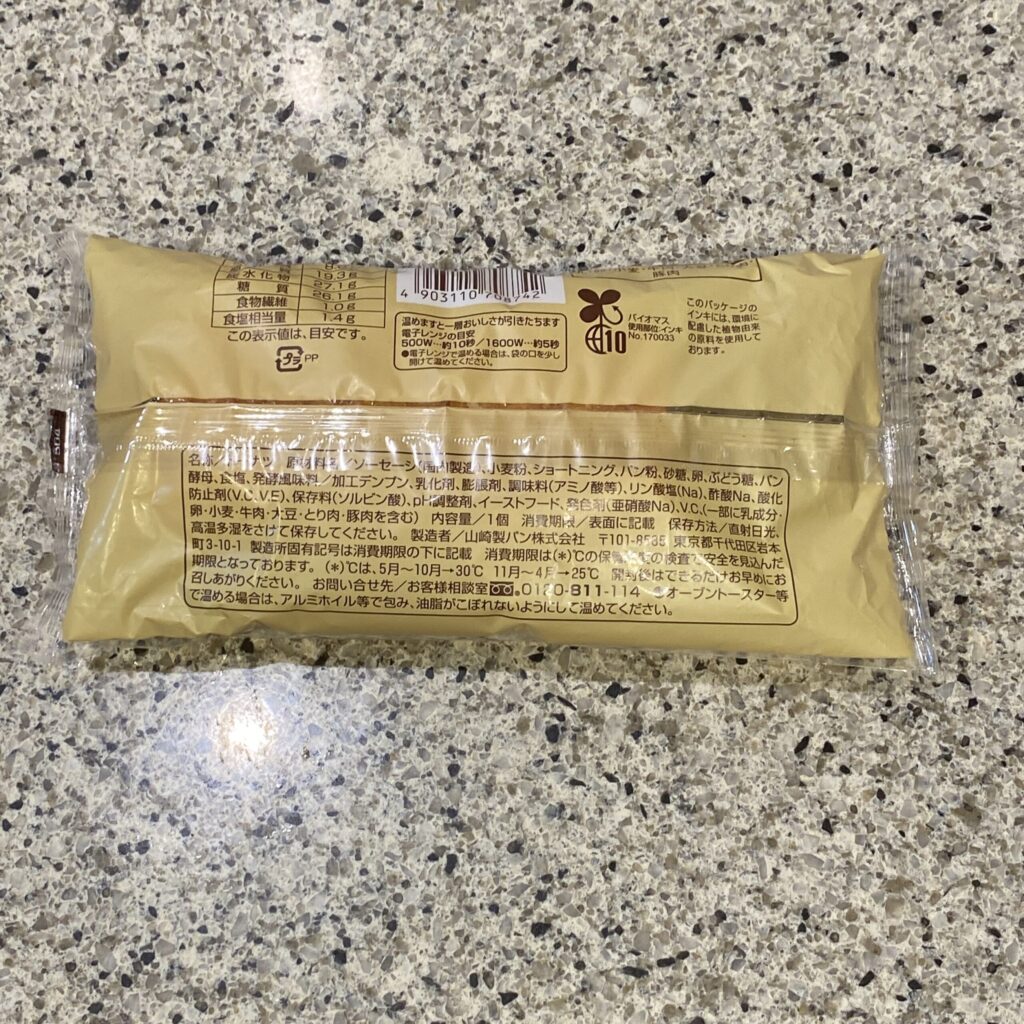 炭水化物 27.1g
19.3g
糖質 26.1g
食物繊維 1.0g
食塩相当量 1.4g
この表示値は、目安です。
プラ PP
4 903110 708742
温めますと一層おいしさが引きたちます
電子レンジの目安
500W…約10秒/1600W…約5秒
●電子レンジで温める場合は、袋の口を少し
開けて温めてください。
豚肉
10
バイオマス
使用部位:インキ
No.170033
このパッケージの
インキには、環境に
配慮した植物由来
の原料を使用して
おります。
名称/ドーナツ 原材料名/ソーセージ(国内製造)、小麦粉、ショートニング、パン粉、砂糖、卵、ぶどう糖、パン
酵母、食塩、発酵風味料/加工デンプン、乳化剤、膨脹剤、調味料(アミノ酸等)、リン酸塩(Na)、酢酸Na、酸化
防止剤(V.C、V.E)、保存料(ソルビン酸)、pH調整剤、イーストフード、発色剤(亜硝酸Na)、V.C、(一部に乳成分・
卵・小麦・牛肉・大豆・とり肉・豚肉を含む) 内容量/1個 消費期限/表面に記載 保存方法/直射日光、
高温多湿をさけて保存してください。 製造者/山崎製パン株式会社 〒101-8585 東京都千代田区岩本
町3-10-1 製造所固有記号は消費期限の下に記載 消費期限は(*)℃の保管温度の検査で安全を見込んだ
期限となっております。 (*)℃は、5月〜10月→30℃ 11月〜4月→25℃ 開封後はできるだけお早めにお
召しあがりください。 お問い合せ先/お客様相談室 0120-811-114 ●オーブントースター等
で温める場合は、アルミホイル等で包み、油脂がこぼれないようにして温めてください。